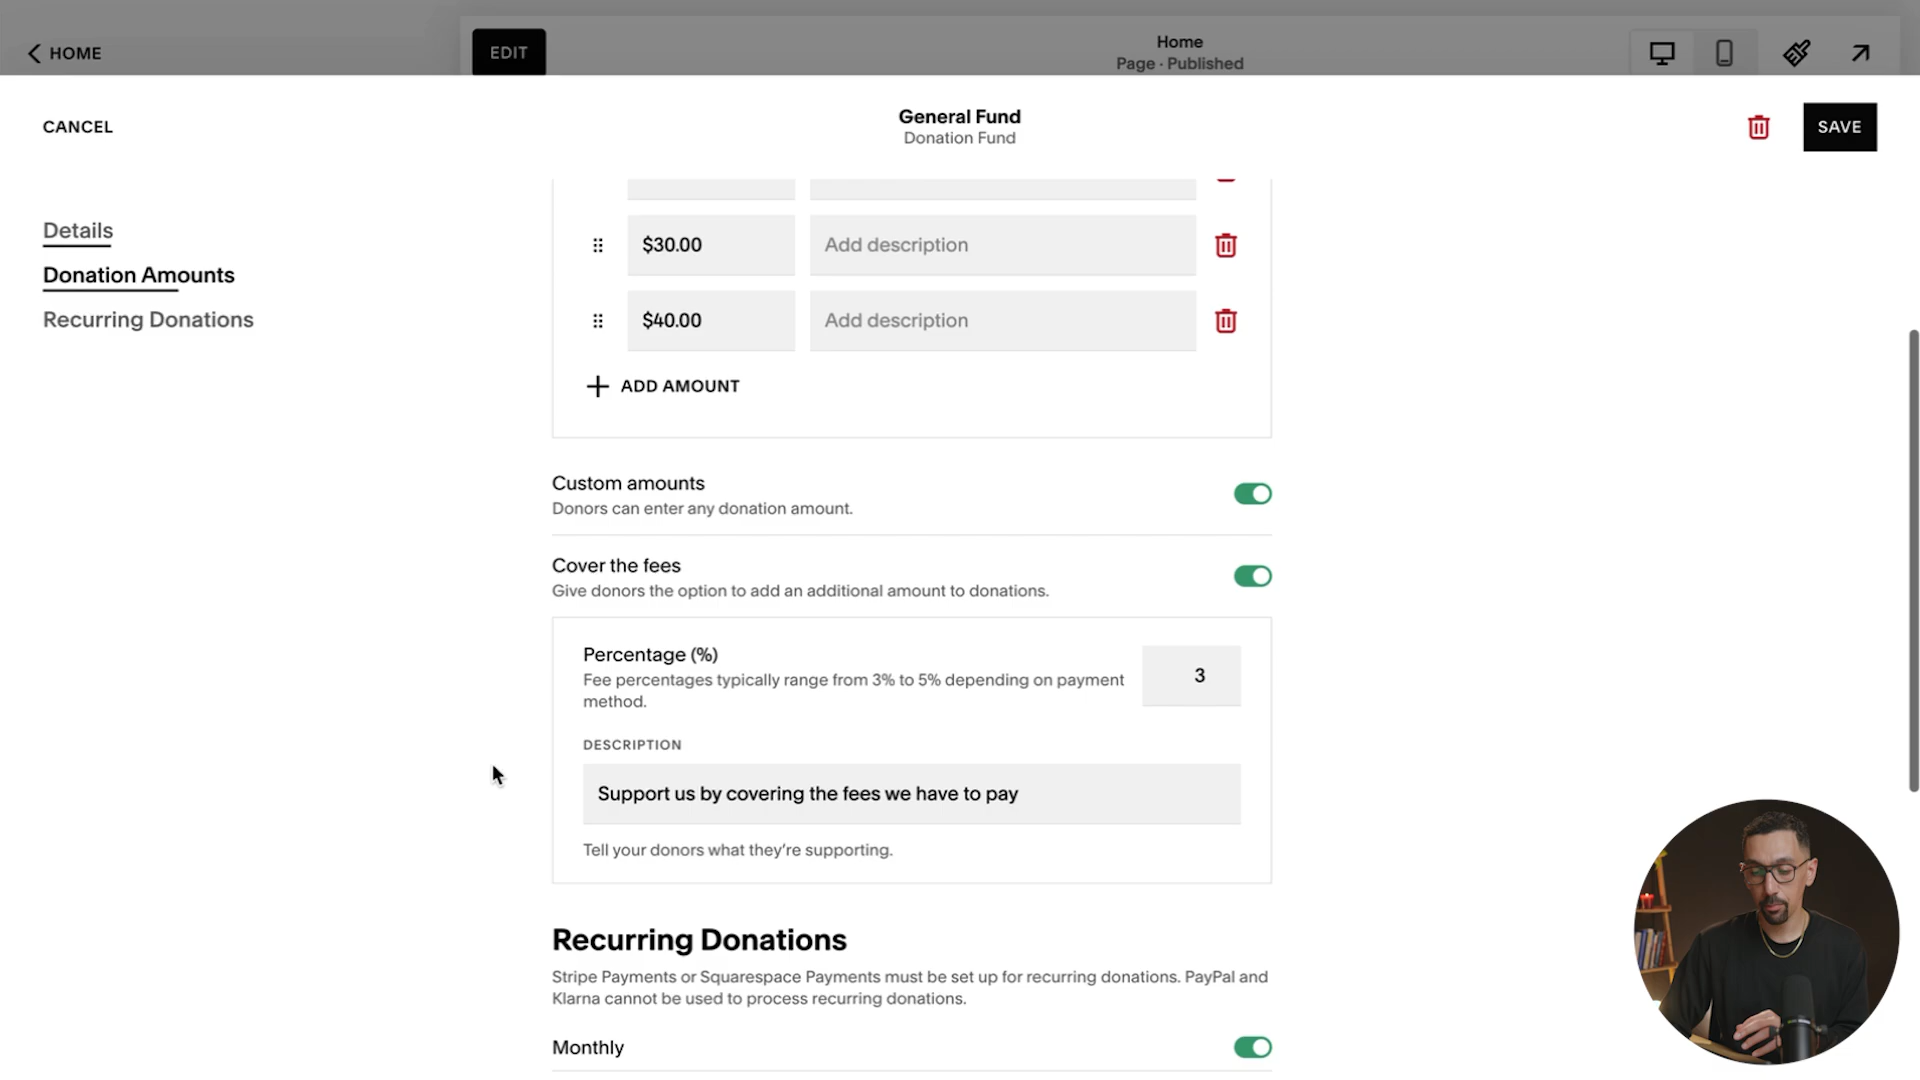 HOME
EDIT
Home
Page · Published
CANCEL
General Fund
Donation Fund
SAVE
Details
Donation Amounts
Recurring Donations
$30.00
Add description
$40.00
Add description
ADD AMOUNT
Custom amounts
Donors can enter any donation amount.
Cover the fees
Give donors the option to add an additional amount to donations.
Percentage (%)
Fee percentages typically range from 3% to 5% depending on payment
method.
3
DESCRIPTION
Support us by covering the fees we have to pay
Tell your donors what they're supporting.
Recurring Donations
Stripe Payments or Squarespace Payments must be set up for recurring donations. PayPal and
Klarna cannot be used to process recurring donations.
Monthly